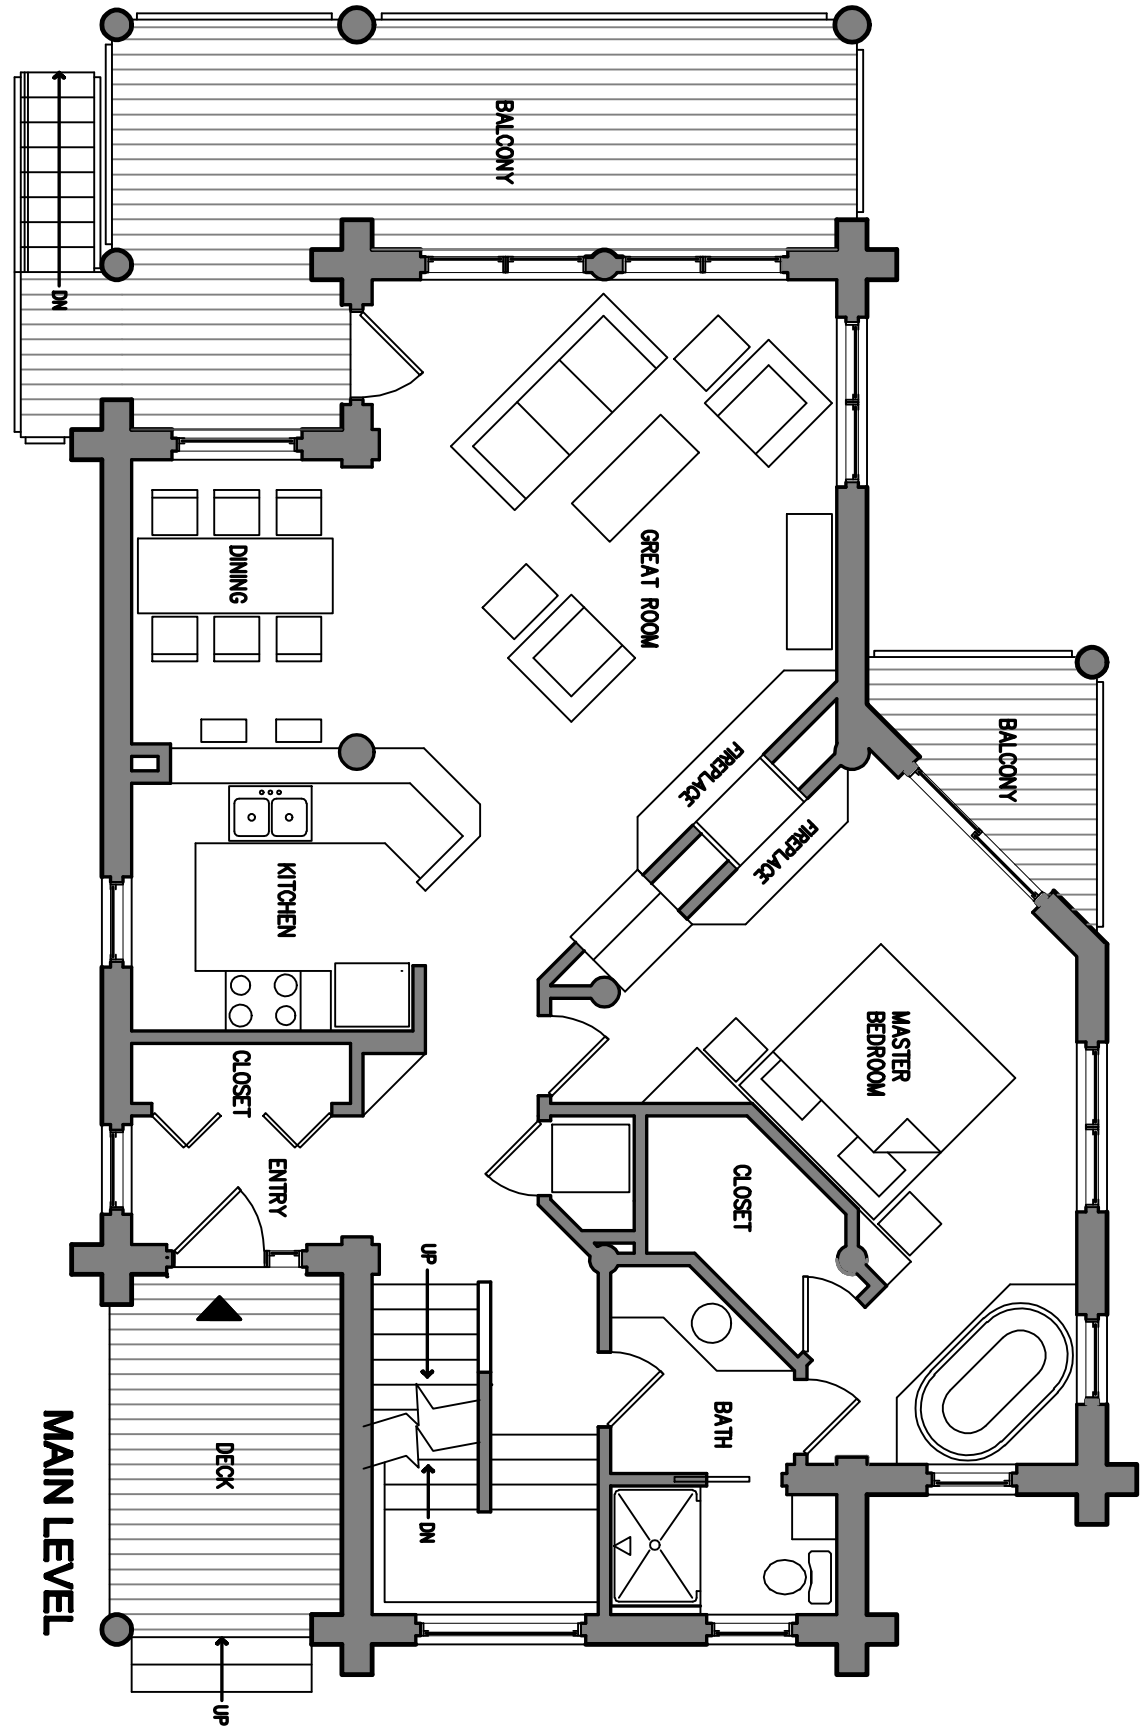 BALCONY
DN
GREAT ROOM
DINING
BALCONY
FIREPLACE
FIREPLACE
KITCHEN
MASTER
BEDROOM
CLOSET
CLOSET
ENTRY
UP
BATH
DECK
DN
UP
MAIN LEVEL